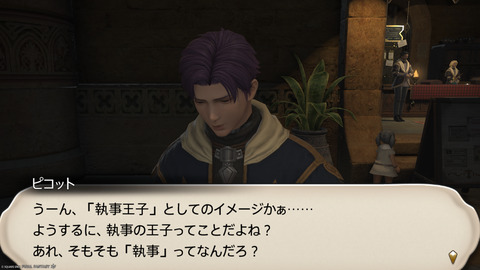 ピコット
うーん、「執事王子」としてのイメージかぁ……
ようするに、執事の王子ってことだよね？
あれ、そもそも「執事」ってなんだろ？